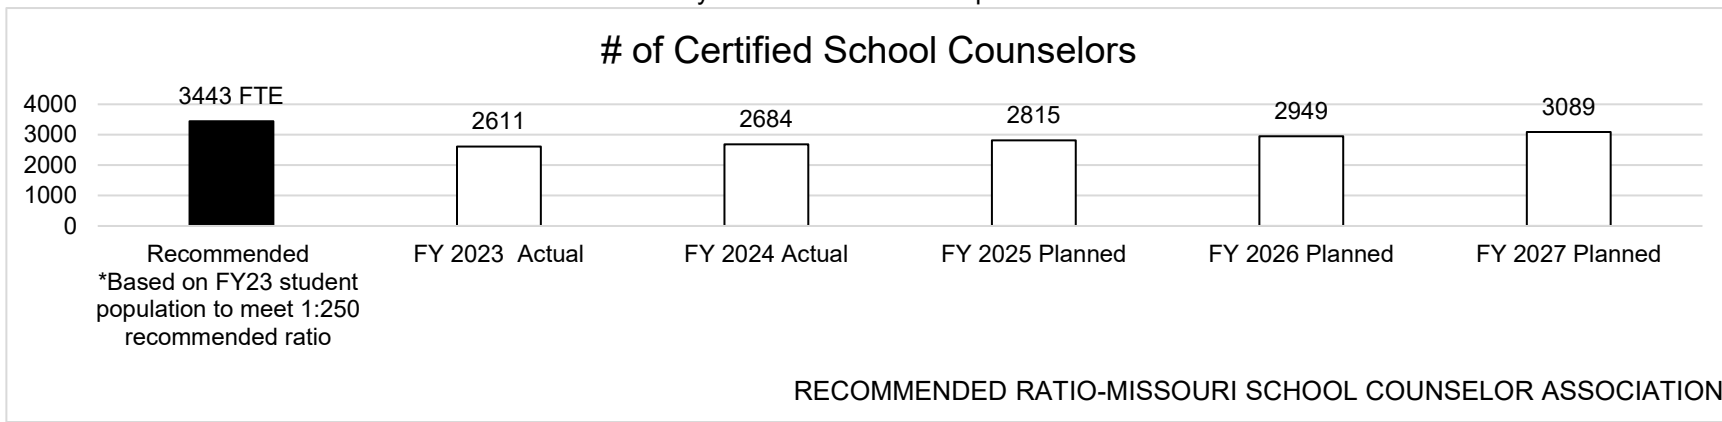 # of Certified School Counselors
3443 FTE
2611
2684
2815
2949
3089
4000
3000
2000
1000
0
Recommended
*Based on FY23 student
population to meet 1:250
recommended ratio
FY 2023 Actual
FY 2024 Actual
FY 2025 Planned
FY 2026 Planned
FY 2027 Planned
RECOMMENDED RATIO-MISSOURI SCHOOL COUNSELOR ASSOCIATION